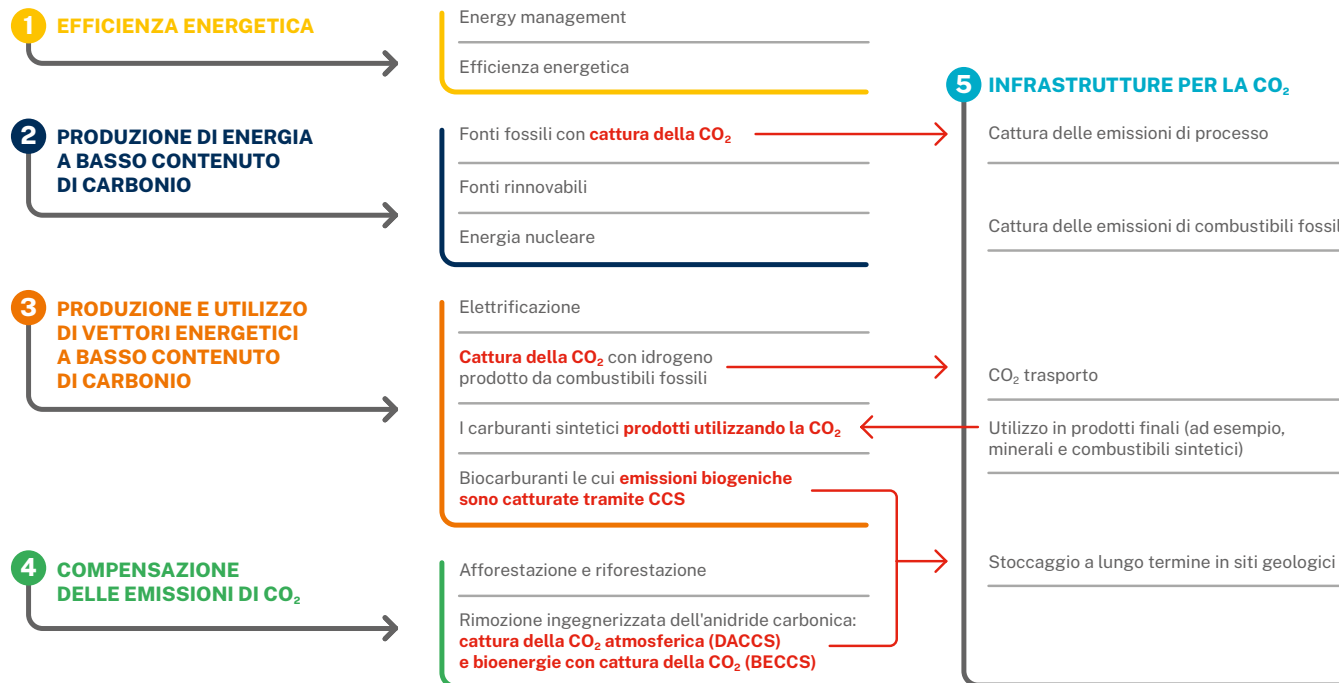 1 EFFICIENZA ENERGETICA
Energy management
Efficienza energetica
2 PRODUZIONE DI ENERGIA
A BASSO CONTENUTO
DI CARBONIO
Fonti fossili con cattura della CO₂
Fonti rinnovabili
Energia nucleare
3 PRODUZIONE E UTILIZZO
DI VETTORI ENERGETICI
A BASSO CONTENUTO
DI CARBONIO
Elettrificazione
Cattura della CO₂ con idrogeno
prodotto da combustibili fossili
I carburanti sintetici prodotti utilizzando la CO₂
Biocarburanti le cui emissioni biogeniche
sono catturate tramite CCS
4 COMPENSAZIONE
DELLE EMISSIONI DI CO₂
Afforestazione e riforestazione
Rimozione ingegnerizzata dell'anidride carbonica:
cattura della CO₂ atmosferica (DACCS)
e bioenergie con cattura della CO₂ (BECCS)
5 INFRASTRUTTURE PER LA CO₂
Cattura delle emissioni di processo
Cattura delle emissioni di combustibili fossil
CO₂ trasporto
Utilizzo in prodotti finali (ad esempio,
minerali e combustibili sintetici)
Stoccaggio a lungo termine in siti geologici